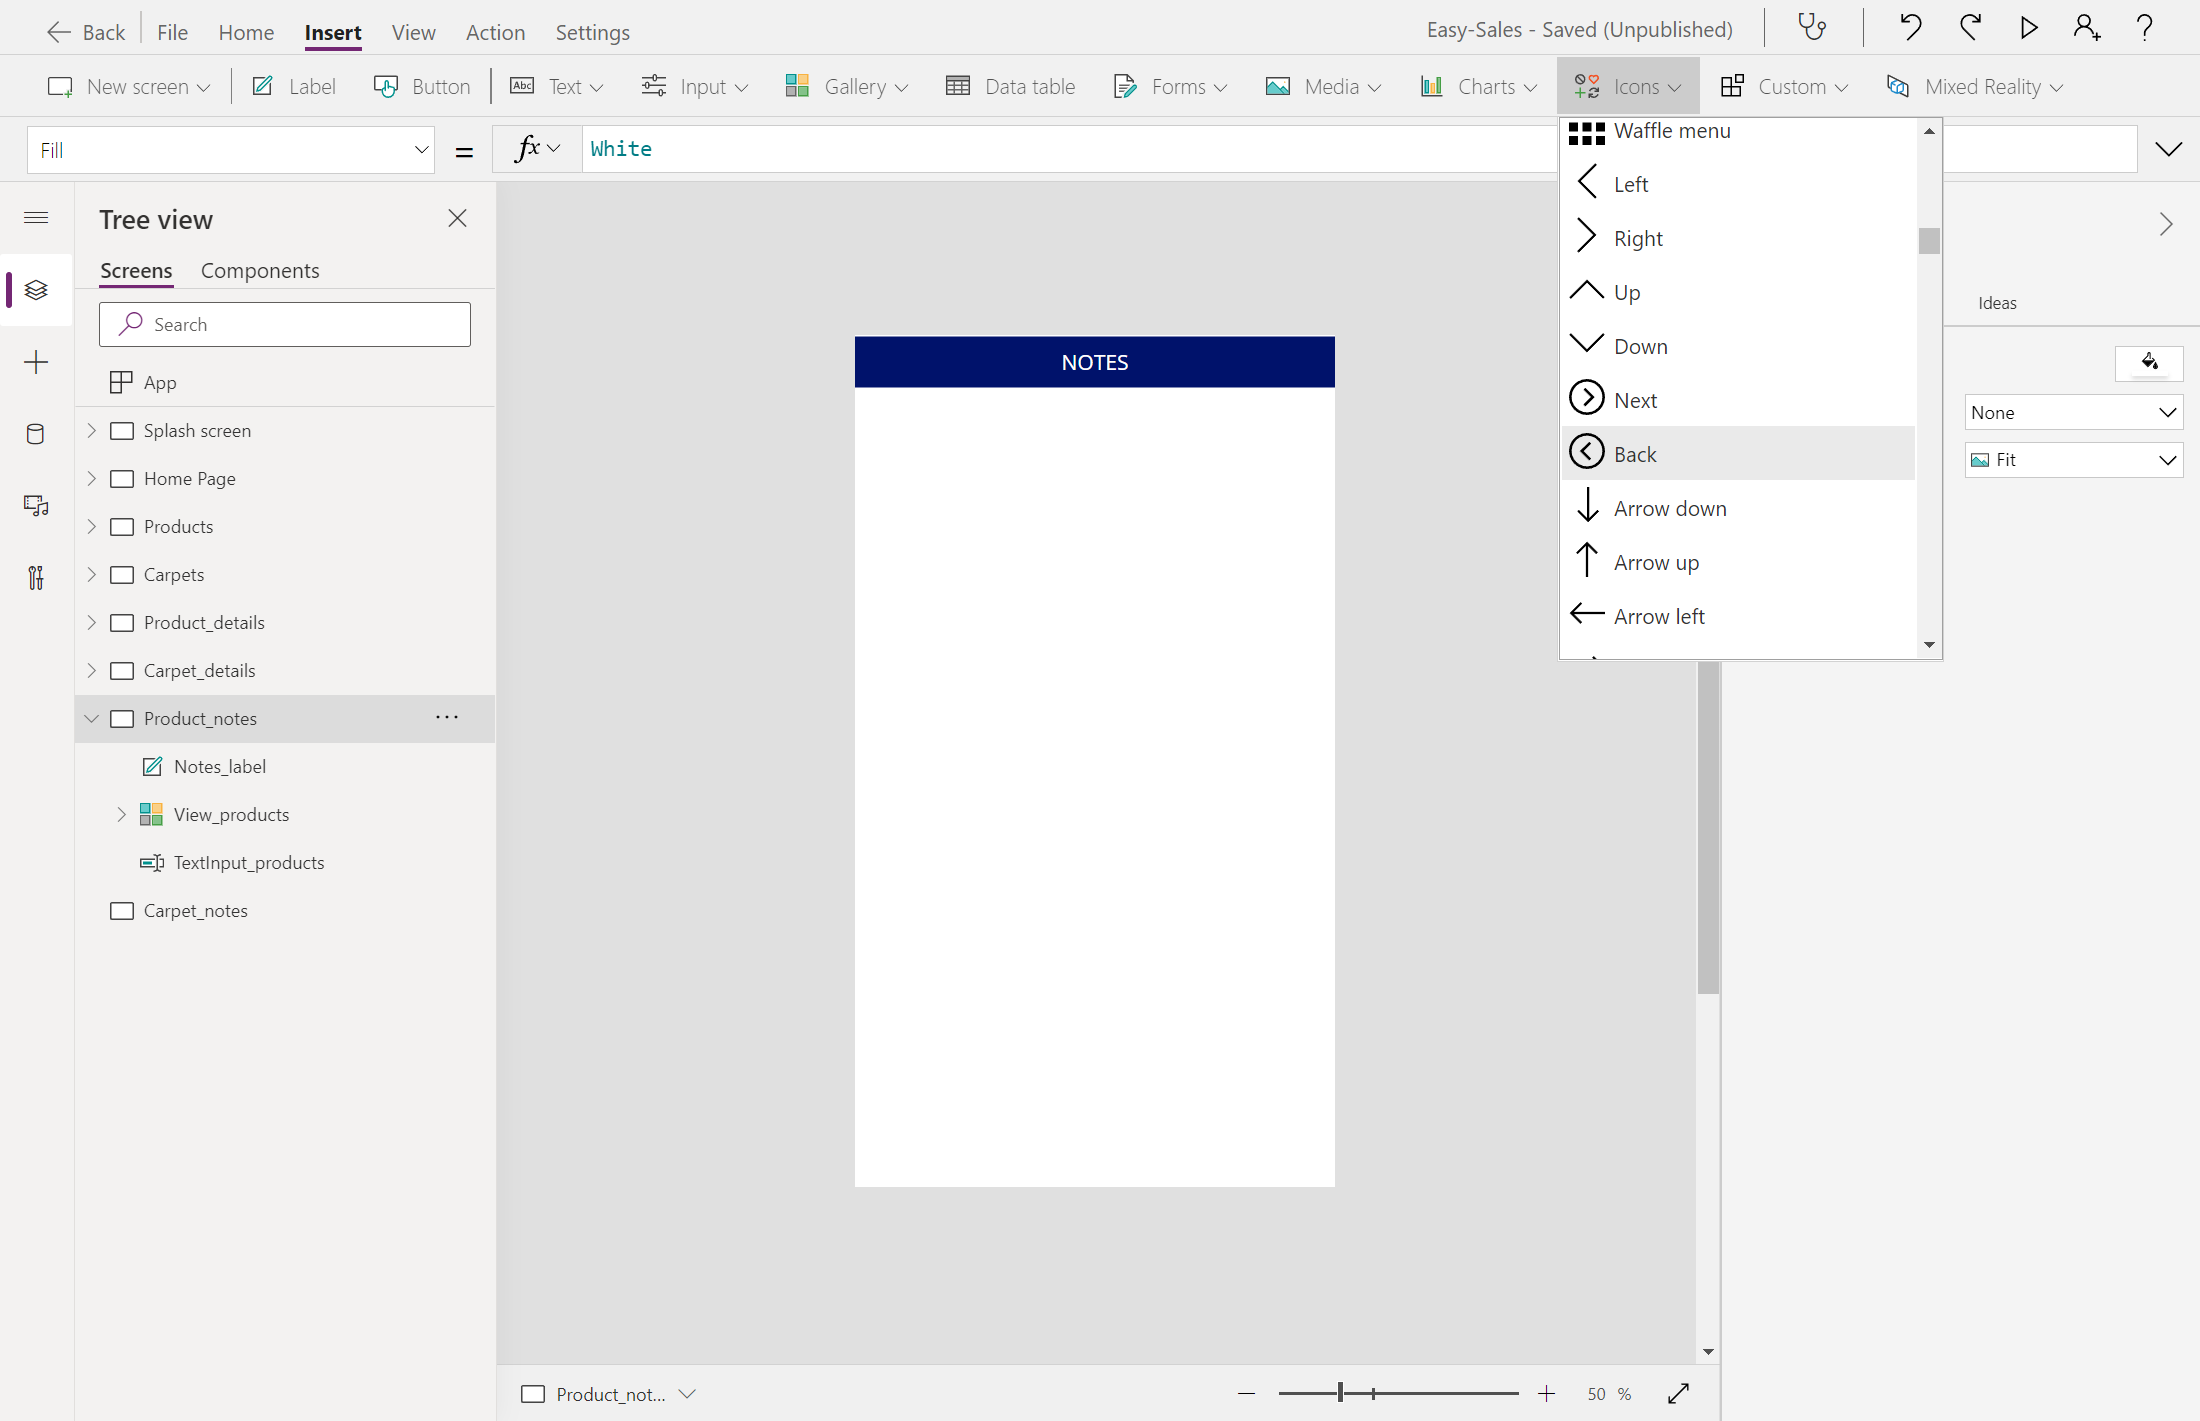 Back File Home Insert View Action Settings Easy-Sales - Saved (Unpublished)
New screen Label Button Abc Text Input Gallery Data table Forms Media Charts Icons Custom Mixed Reality
Fill = fx White
Waffle menu
Left
Right
Up
Down
Next
Back
Arrow down
Arrow up
Arrow left
Tree view
Screens Components
Search
App
Splash screen
Home Page
Products
Carpets
Product_details
Carpet_details
Product_notes ...
Notes_label
View_products
TextInput_products
Carpet_notes
NOTES
Ideas
None
Fit
Product_not... 50 %